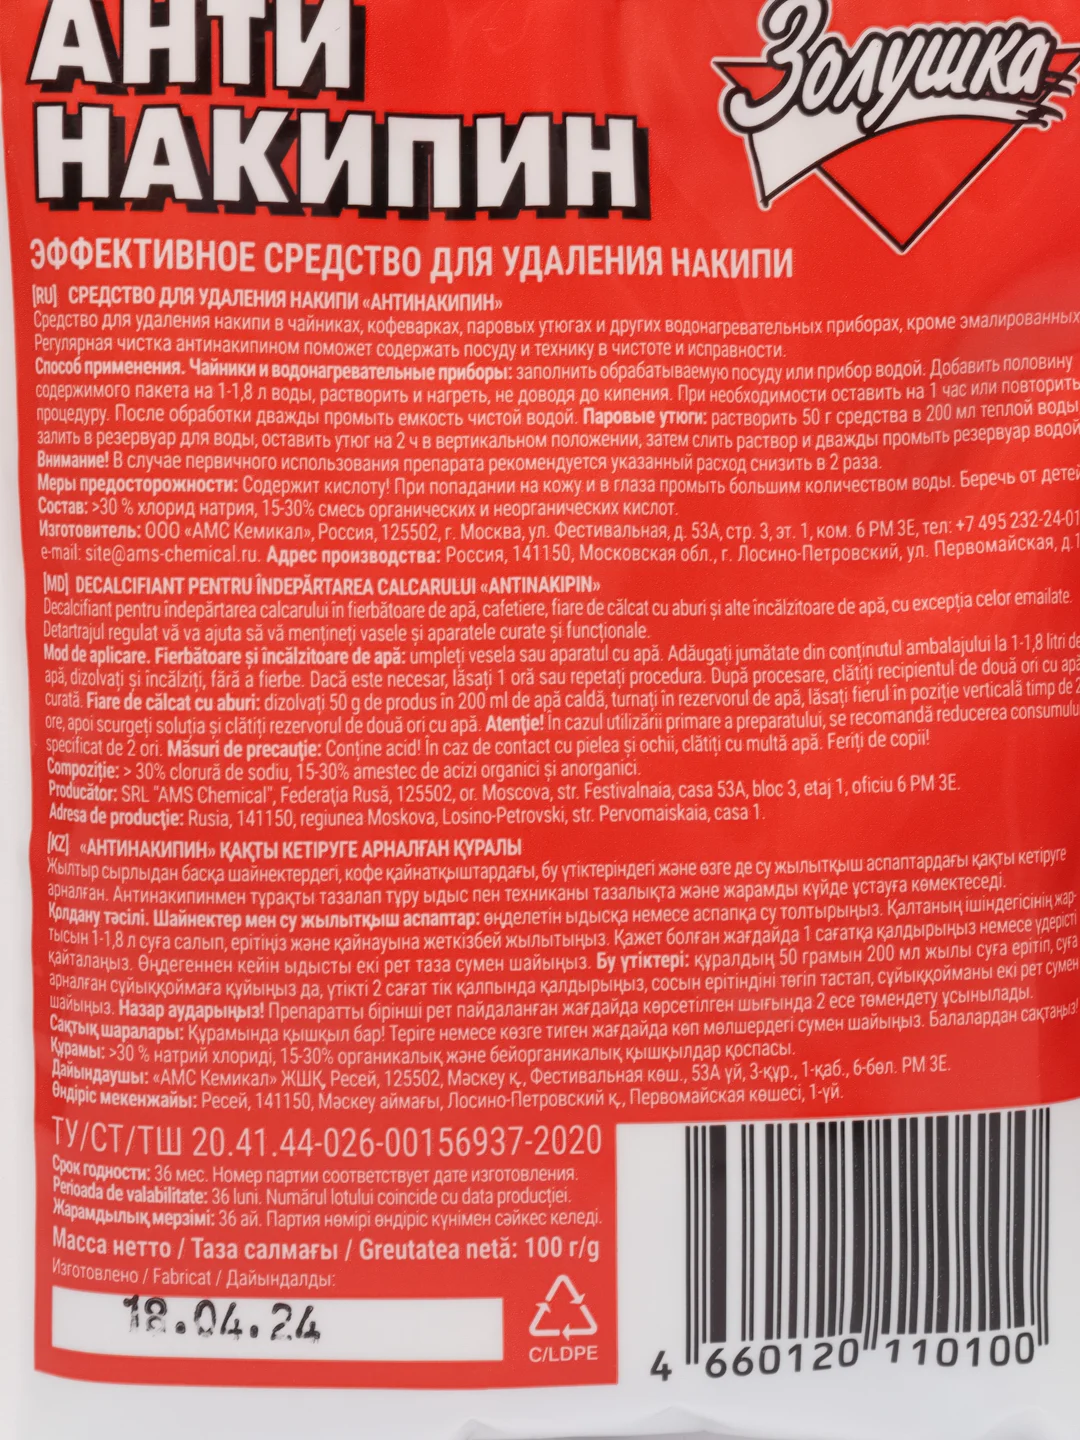 АНТИ
НАКИПИН
Золушка
ЭФФЕКТИВНОЕ СРЕДСТВО ДЛЯ УДАЛЕНИЯ НАКИПИ
[RU] СРЕДСТВО ДЛЯ УДАЛЕНИЯ НАКИПИ «АНТИНАКИПИН»
Средство для удаления накипи в чайниках, кофеварках, паровых утюгах и других водонагревательных приборах, кроме эмалированных
Регулярная чистка антинакипином поможет содержать посуду и технику в чистоте и исправности.
Способ применения. Чайники и водонагревательные приборы: заполнить обрабатываемую посуду или прибор водой. Добавить половину
содержимого пакета на 1-1,8 л воды, растворить и нагреть, не доводя до кипения. При необходимости оставить на 1 час или повторить
процедуру. После обработки дважды промыть емкость чистой водой. Паровые утюги: растворить 50 г средства в 200 мл теплой воды,
залить в резервуар для воды, оставить утюг на 2 ч в вертикальном положении, затем слить раствор и дважды промыть резервуар водой
Внимание! В случае первичного использования препарата рекомендуется указанный расход снизить в 2 раза.
Меры предосторожности: Содержит кислоту! При попадании на кожу и в глаза промыть большим количеством воды. Беречь от детей
Состав: >30 % хлорид натрия, 15-30% смесь органических и неорганических кислот.
Изготовитель: ООО «АМС Кемикал», Россия, 125502, г. Москва, ул. Фестивальная, д. 53А, стр. 3, эт. 1, ком. 6 РМ 3Е, тел: +7 495 232-24-01
e-mail: site@ams-chemical.ru. Адрес производства: Россия, 141150, Московская обл., г. Лосино-Петровский, ул. Первомайская, д.1
[MD] DECALCIFIANT PENTRU ÎNDEPĂRTAREA CALCARULUI «ANTINAKIPIN»
Decalcifiant pentru îndepărtarea calcarului în fierbătoare de apă, cafetiere, fiare de călcat cu aburi și alte încălzitoare de apă, cu excepția celor emailate.
Detartrajul regulat vă va ajuta să vă mențineți vasele și aparatele curate și funcționale.
Mod de aplicare. Fierbătoare și încălzitoare de apă: umpleți vesela sau aparatul cu apă. Adăugați jumătate din conținutul ambalajului la 1-1,8 litri de
apă, dizolvați și încălziți, fără a fierbe. Dacă este necesar, lăsați 1 oră sau repetați procedura. După procesare, clătiți recipientul de două ori cu apă
curată. Fiare de călcat cu aburi: dizolvați 50 g de produs în 200 ml de apă caldă, turnați în rezervorul de apă, lăsați fierul în poziție verticală timp de 2
ore, apoi scurgeți soluția și clătiți rezervorul de două ori cu apă. Atenție! În cazul utilizării primare a preparatului, se recomandă reducerea consumului
specificat de 2 ori. Măsuri de precauție: Conține acid! În caz de contact cu pielea și ochii, clătiți cu multă apă. Feriți de copii!
Compoziție: > 30% clorură de sodiu, 15-30% amestec de acizi organici și anorganici.
Producător: SRL "AMS Chemical", Federația Rusă, 125502, or. Moscova, str. Festivalnaia, casa 53A, bloc 3, etaj 1, oficiu 6 PM 3E.
Adresa de producție: Rusia, 141150, regiunea Moskova, Losino-Petrovski, str. Pervomaiskaia, casa 1.
[KZ] «АНТИНАКИПИН» ҚАҚТЫ КЕТІРУГЕ АРНАЛҒАН ҚҰРАЛЫ
Жылтыр сырлыдан басқа шайнектердегі, кофе қайнатқыштардағы, бу үтіктеріндегі және өзге де су жылытқыш аспаптардағы қақты кетіруге
арналған. Антинакипинмен тұрақты тазалап тұру ыдыс пен техниканы тазалықта және жарамды күйде ұстауға көмектеседі.
Қолдану тәсілі. Шайнектер мен су жылытқыш аспаптар: өңделетін ыдысқа немесе аспапқа су толтырыңыз. Қалтаның ішіндегісінің жар-
тысын 1-1,8 л суға салып, ерітіңіз және қайнауына жеткізбей жылытыңыз. Қажет болған жағдайда 1 сағатқа қалдырыңыз немесе үдерісті
қайталаңыз. Өңдегеннен кейін ыдысты екі рет таза сумен шайыңыз. Бу үтіктері: құралдың 50 грамын 200 мл жылы суға ерітіп, суға
арналған сұйыққоймаға құйыңыз да, үтікті 2 сағат тік қалпында қалдырыңыз, сосын ерітіндіні төгіп тастап, сұйыққойманы екі рет сумен
шайыңыз. Назар аударыңыз! Препаратты бірінші рет пайдаланған жағдайда көрсетілген шығында 2 есе төмендету ұсынылады.
Сақтық шаралары: Құрамында қышқыл бар! Теріге немесе көзге тиген жағдайда көп мөлшердегі сумен шайыңыз. Балалардан сақтаңыз!
Құрамы: >30 % натрий хлориді, 15-30% органикалық және бейорганикалық қышқылдар қоспасы.
Дайындаушы: «АМС Кемикал» ЖШҚ, Ресей, 125502, Мәскеу қ., Фестивальная көш., 53А үй, 3-құр., 1-қаб., 6-бөл. РМ 3Е.
Өндіріс мекенжайы: Ресей, 141150, Мәскеу аймағы, Лосино-Петровский қ., Первомайская көшесі, 1-үй.
ТУ/СТ/ТШ 20.41.44-026-00156937-2020
Срок годности: 36 мес. Номер партии соответствует дате изготовления.
Perioada de valabilitate: 36 luni. Numărul lotului coincide cu data producției.
Жарамдылық мерзімі: 36 ай. Партия нөмірі өндіріс күнімен сәйкес келеді.
Масса нетто / Таза салмағы / Greutatea netă: 100 г/g
Изготовлено / Fabricat / Дайындалды:
18.04.24
C/LDPE
4 660120 110100